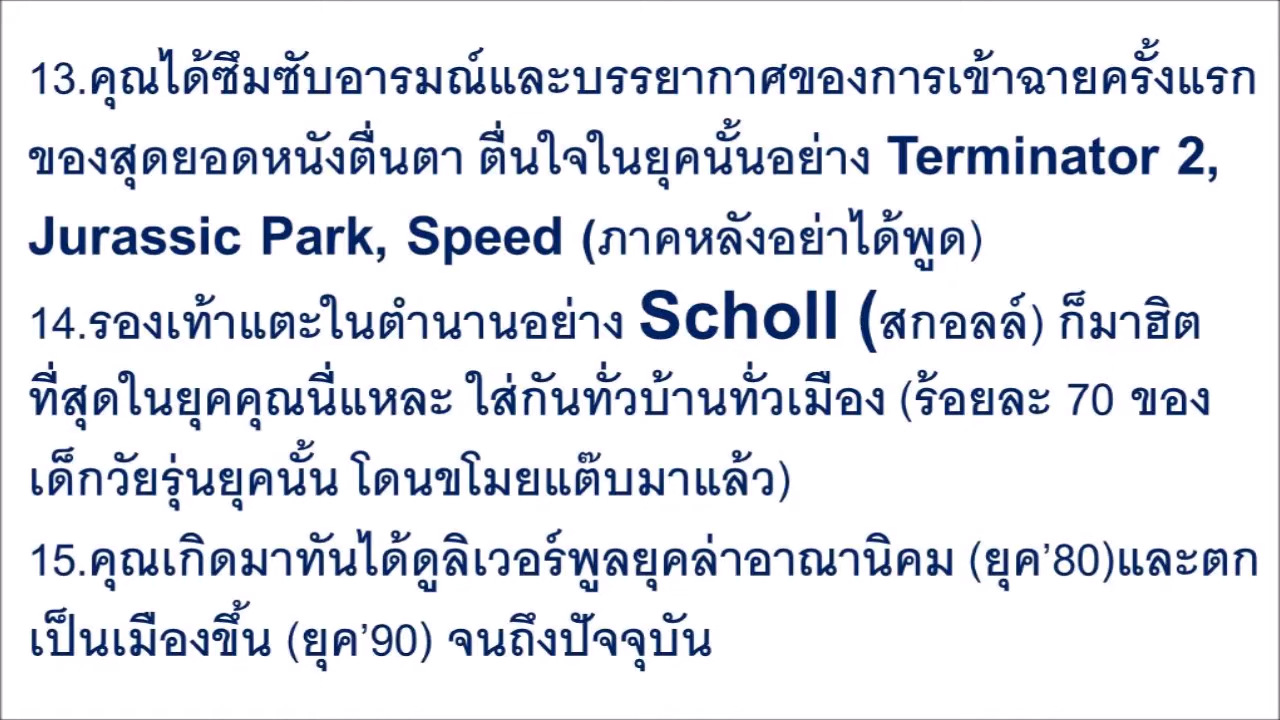 13.คุณได้ซึมซับอารมณ์และบรรยากาศของการเข้าฉายครั้งแรก
ของสุดยอดหนังตื่นตา ตื่นใจในยุคนั้นอย่าง Terminator 2,
Jurassic Park, Speed (ภาคหลังอย่าได้พูด)
14.รองเท้าแตะในตำนานอย่าง Scholl (สกอลล์) ก็มาฮิต
ที่สุดในยุคคุณนี่แหละ ใส่กันทั่วบ้านทั่วเมือง (ร้อยละ 70 ของ
เด็กวัยรุ่นยุคนั้น โดนขโมยแต๊บมาแล้ว)
15.คุณเกิดมาทันได้ดูลิเวอร์พูลยุคล่าอาณานิคม (ยุค’80)และตก
เป็นเมืองขึ้น (ยุค’90) จนถึงปัจจุบัน